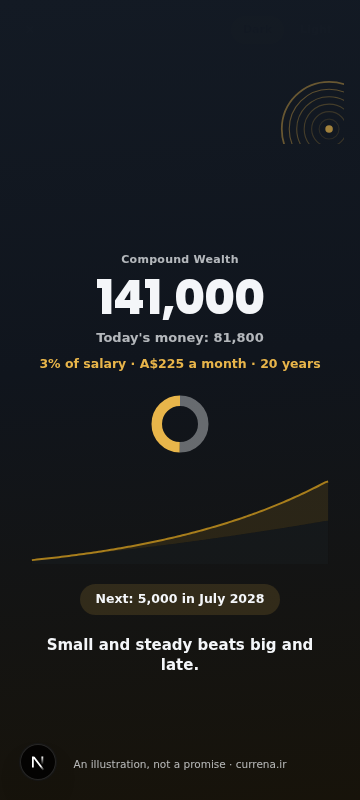 Compound Wealth
141,000
Today's money: 81,800
3% of salary · A$225 a month · 20 years
Next: 5,000 in July 2028
Small and steady beats big and
late.
N
An illustration, not a promise · currena.ir